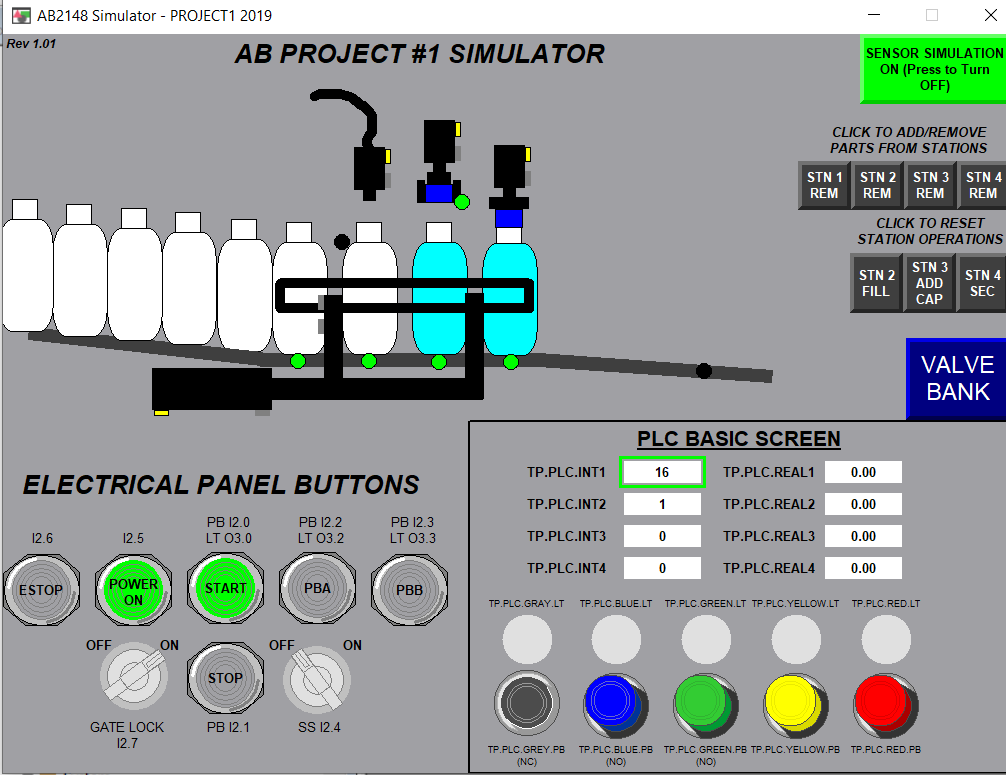 AB2148 Simulator - PROJECT1 2019
Rev 1.01
AB PROJECT #1 SIMULATOR
SENSOR SIMULATION
ON (Press to Turn
OFF)
CLICK TO ADD/REMOVE
PARTS FROM STATIONS
STN 1
REM
STN 2
REM
STN 3
REM
STN 4
REM
CLICK TO RESET
STATION OPERATIONS
STN 2
FILL
STN 3
ADD
CAP
STN 4
SEC
VALVE
BANK
ELECTRICAL PANEL BUTTONS
I2.6
I2.5
PB I2.0
LT O3.0
PB I2.2
LT O3.2
PB I2.3
LT O3.3
ESTOP
POWER
ON
START
PBA
PBB
OFF
ON
STOP
OFF
ON
GATE LOCK
I2.7
PB I2.1
SS I2.4
PLC BASIC SCREEN
TP.PLC.INT1 16 TP.PLC.REAL1 0.00
TP.PLC.INT2 1 TP.PLC.REAL2 0.00
TP.PLC.INT3 0 TP.PLC.REAL3 0.00
TP.PLC.INT4 0 TP.PLC.REAL4 0.00
TP.PLC.GRAY.LT TP.PLC.BLUE.LT TP.PLC.GREEN.LT TP.PLC.YELLOW.LT TP.PLC.RED.LT
TP.PLC.GREY.PB TP.PLC.BLUE.PB TP.PLC.GREEN.PB TP.PLC.YELLOW.PB TP.PLC.RED.PB
(NC) (NO) (NO)